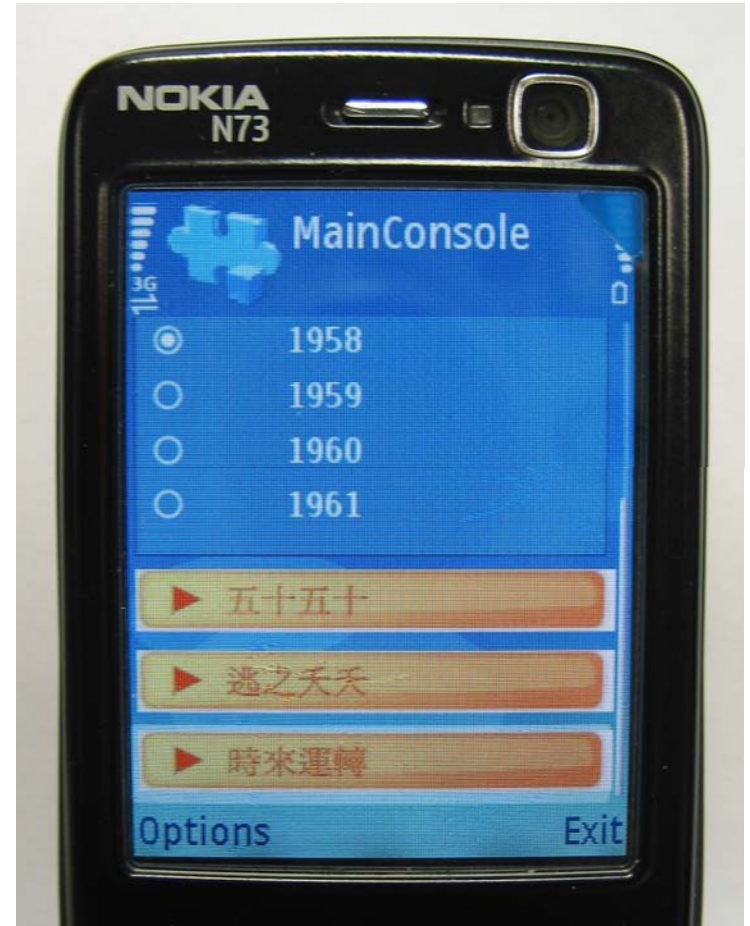 NOKIA
N73
MainConsole
3G
1958
1959
1960
1961
五十五十
逃之夭夭
時來運轉
Options Exit